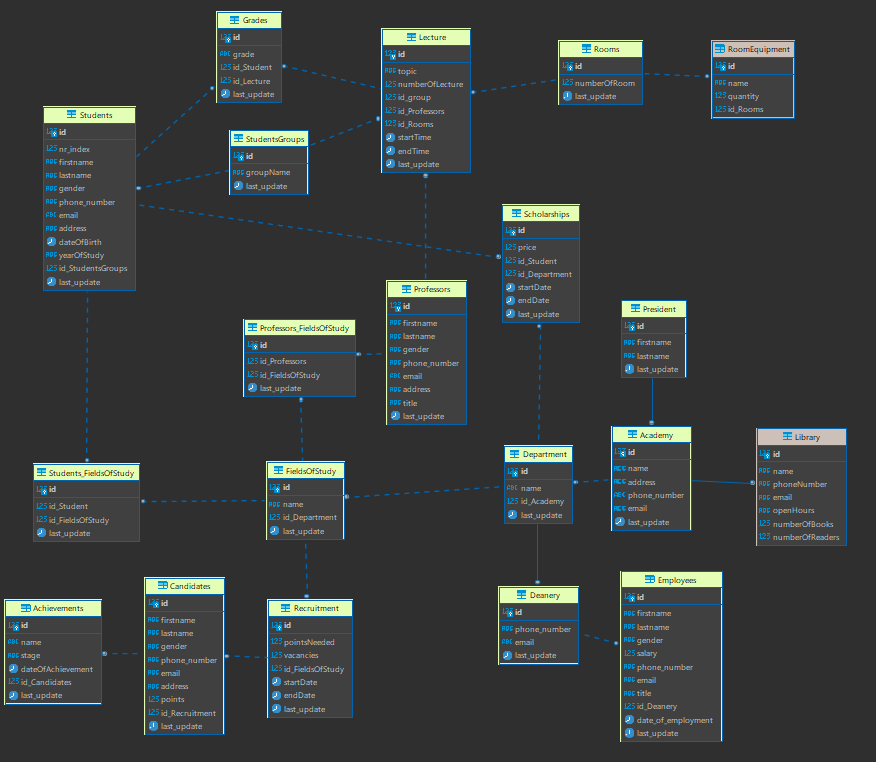 Grades
id
grade
id_Student
id_Lecture
last_update
Lecture
id
topic
numberOfLecture
id_group
id_Professors
id_Rooms
startTime
endTime
last_update
Rooms
id
numberOfRoom
last_update
RoomEquipment
id
name
quantity
id_Rooms
Students
id
nr_index
firstname
lastname
gender
phone_number
email
address
dateOfBirth
yearOfStudy
id_StudentsGroups
last_update
StudentsGroups
id
groupName
last_update
Scholarships
id
price
id_Student
id_Department
startDate
endDate
last_update
Professors
id
firstname
lastname
gender
phone_number
email
address
title
last_update
Professors_FieldsOfStudy
id
id_Professors
id_FieldsOfStudy
last_update
President
id
firstname
lastname
last_update
Students_FieldsOfStudy
id
id_Student
id_FieldsOfStudy
last_update
FieldsOfStudy
id
name
id_Department
last_update
Department
id
name
id_Academy
last_update
Academy
id
name
address
phone_number
email
last_update
Library
id
name
phoneNumber
email
openHours
numberOfBooks
numberOfReaders
Achievements
id
name
stage
dateOfAchievement
id_Candidates
last_update
Candidates
id
firstname
lastname
gender
phone_number
email
address
points
id_Recruitment
last_update
Recruitment
id
pointsNeeded
vacancies
id_FieldsOfStudy
startDate
endDate
last_update
Deanery
id
phone_number
email
last_update
Employees
id
firstname
lastname
gender
salary
phone_number
email
title
id_Deanery
date_of_employment
last_update